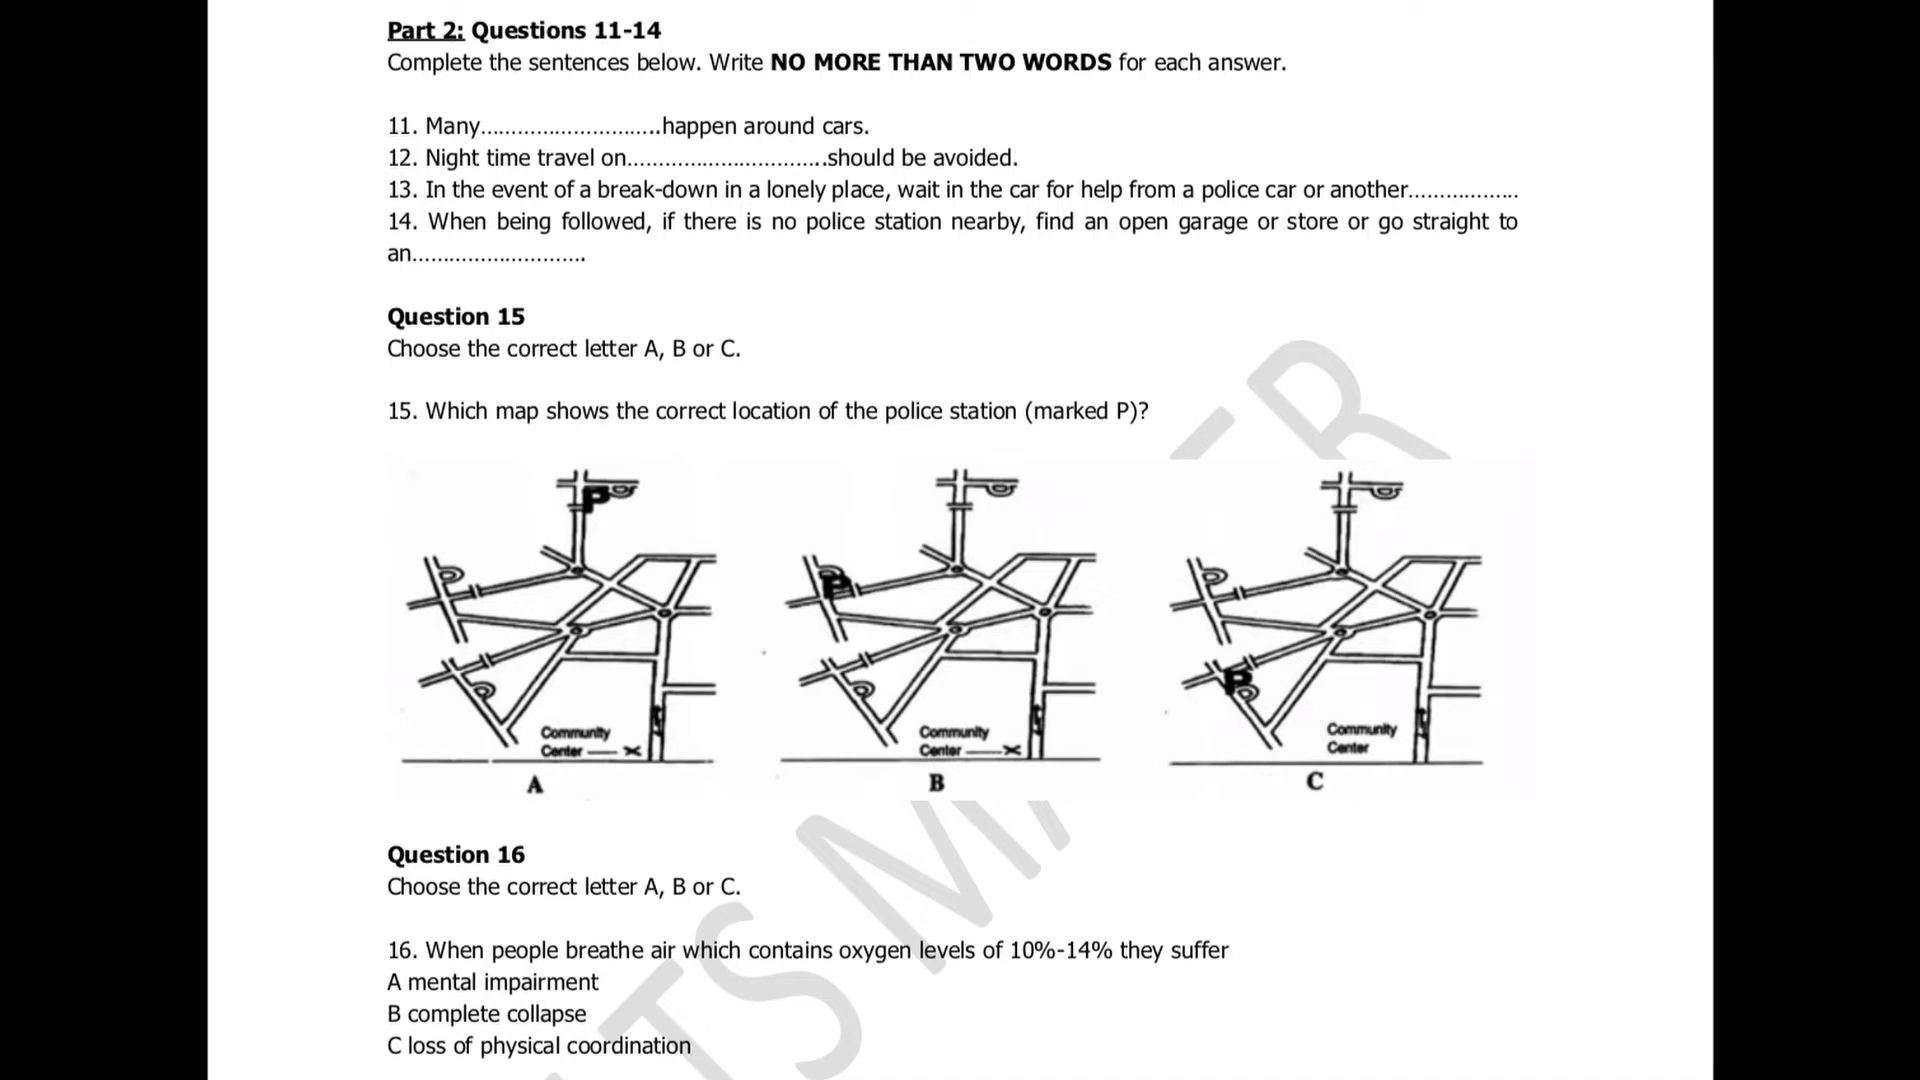 Part 2: Questions 11-14
Complete the sentences below. Write NO MORE THAN TWO WORDS for each answer.
11. Many.............................happen around cars.
12. Night time travel on................................should be avoided.
13. In the event of a break-down in a lonely place, wait in the car for help from a police car or another..................
14. When being followed, if there is no police station nearby, find an open garage or store or go straight to
an............................
Question 15
Choose the correct letter A, B or C.
15. Which map shows the correct location of the police station (marked P)?
P
P
P
Community
Center
Community
Center
Community
Center
A
B
C
Question 16
Choose the correct letter A, B or C.
16. When people breathe air which contains oxygen levels of 10%-14% they suffer
A mental impairment
B complete collapse
C loss of physical coordination